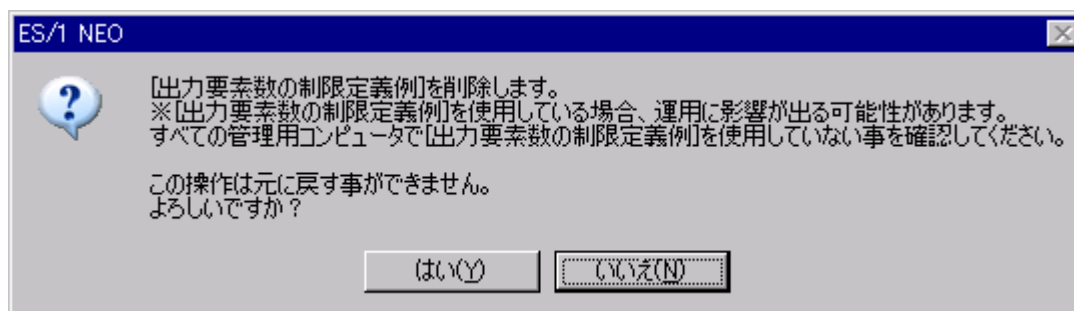 ES/1 NEO
[出力要素数の制限定義例]を削除します。
※[出力要素数の制限定義例]を使用している場合、運用に影響が出る可能性があります。
すべての管理用コンピュータで[出力要素数の制限定義例]を使用していない事を確認してください。
この操作は元に戻す事ができません。
よろしいですか？
はい(Y)
いいえ(N)